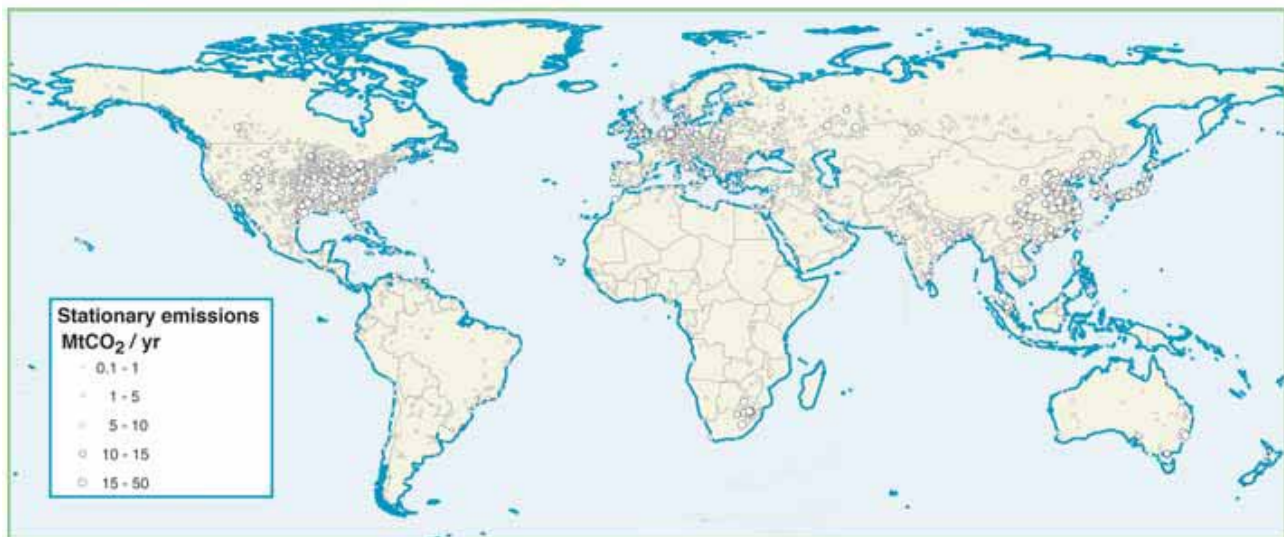 Stationary emissions
MtCO₂ / yr
0.1 - 1
1 - 5
5 - 10
10 - 15
15 - 50